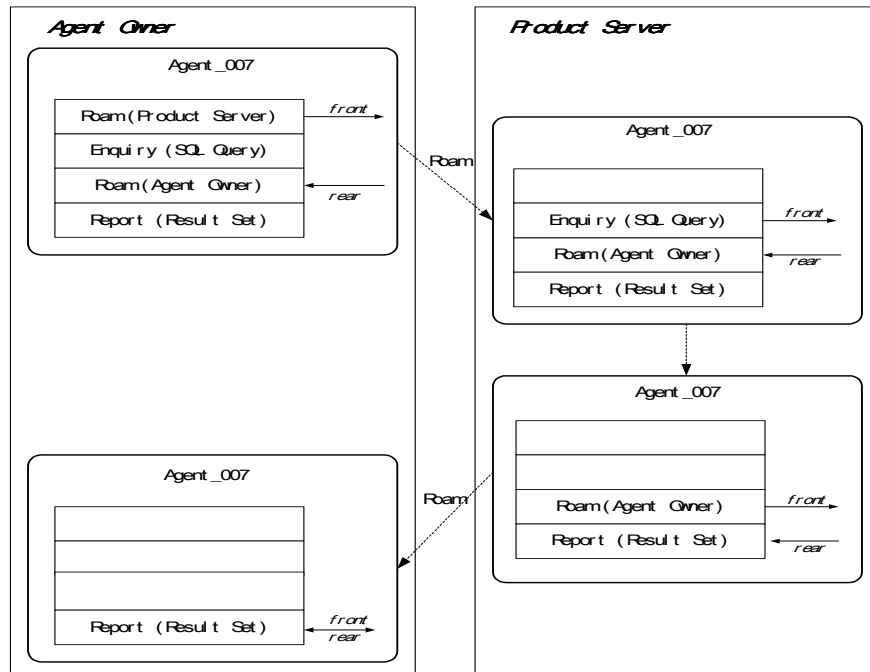 Agent Owner
Agent_007
Roam(Product Server)
front
Enquiry (SQL Query)
Roam(Agent Owner)
rear
Report (Result Set)
Roam
Product Server
Agent_007
Enquiry (SQL Query)
front
Roam(Agent Owner)
rear
Report (Result Set)
Agent_007
Roam(Agent Owner)
front
Report (Result Set)
rear
Roam
Agent_007
Report (Result Set)
front
rear